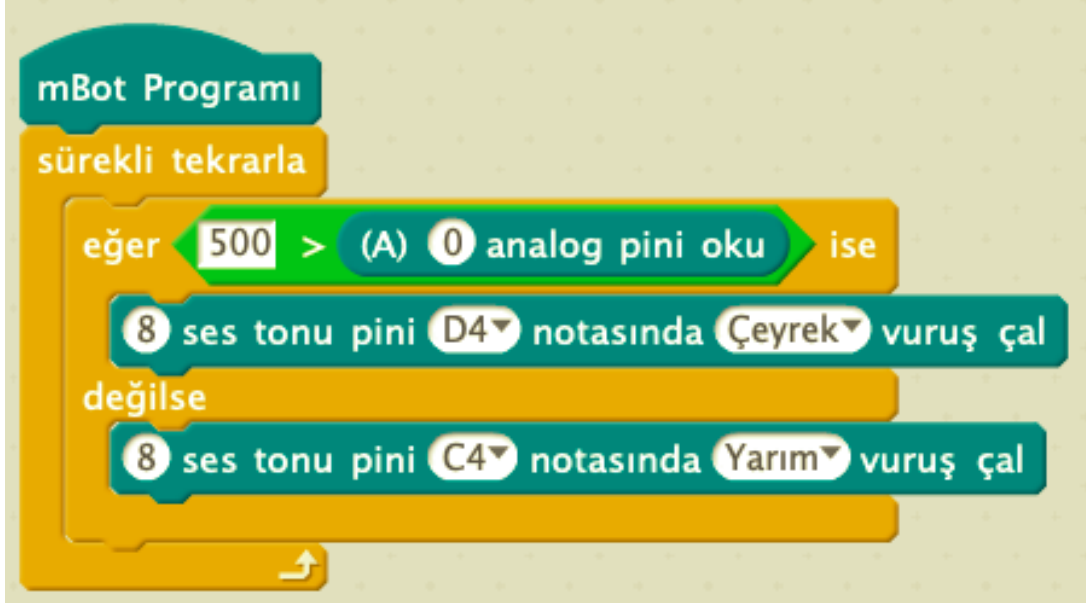 mBot Programı
sürekli tekrarla
eğer 500 > (A) 0 analog pini oku ise
8 ses tonu pini D4 notasında Çeyrek vuruş çal
değilse
8 ses tonu pini C4 notasında Yarım vuruş çal